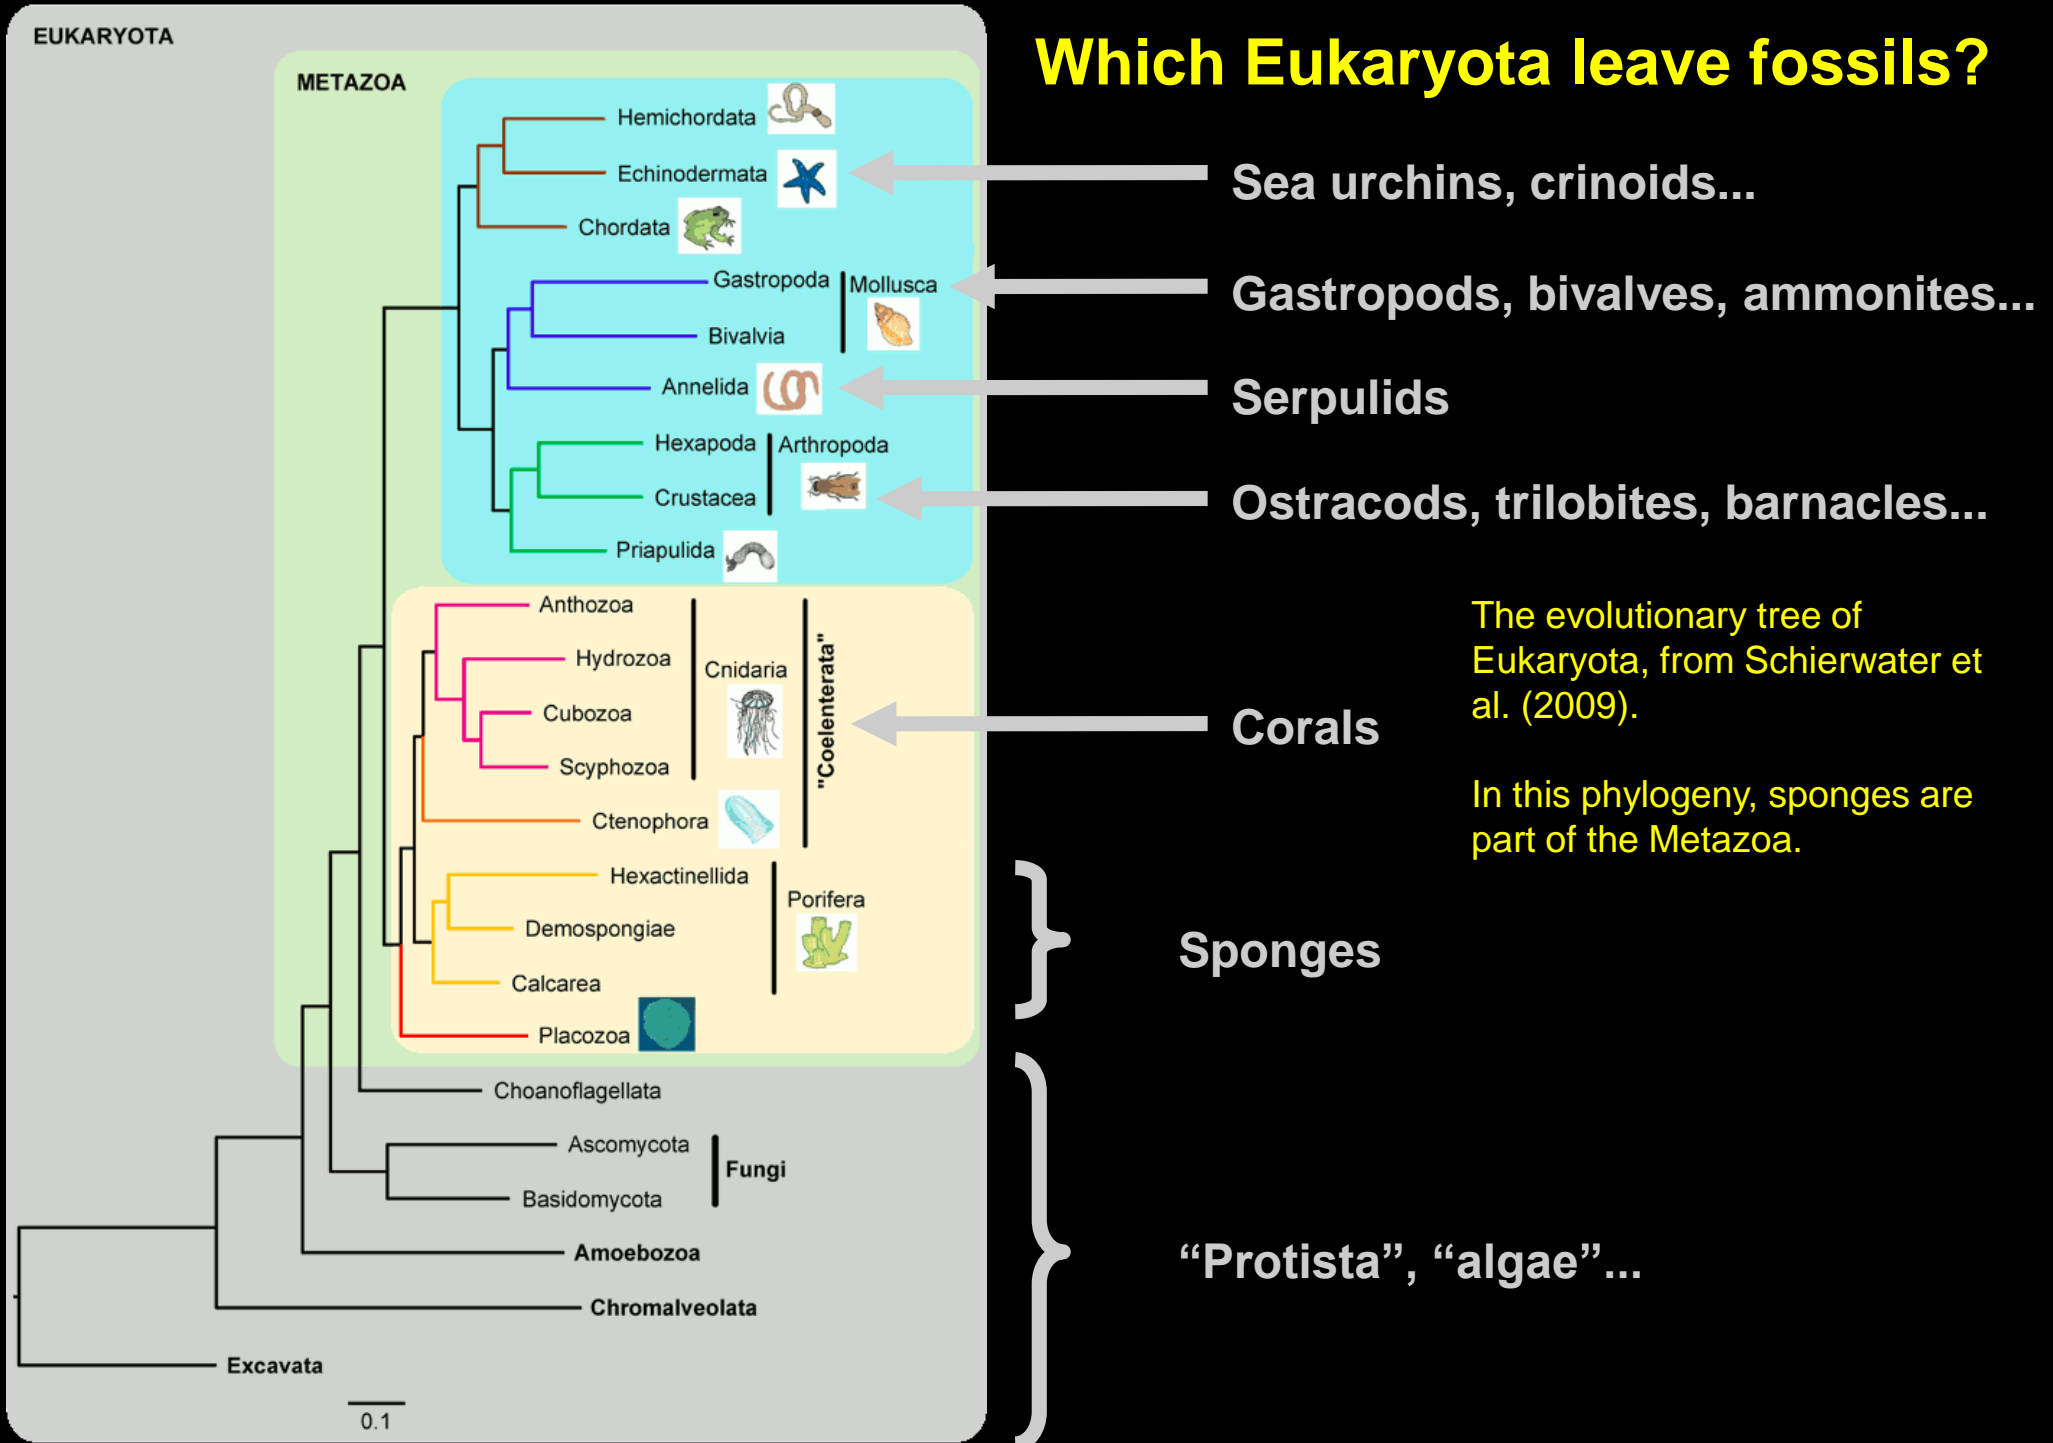 EUKARYOTA
METAZOA
Which Eukaryota leave fossils?
Hemichordata
Echinodermata
Chordata
Gastropoda
Mollusca
Bivalvia
Annelida
Hexapoda
Arthropoda
Crustacea
Priapulida
Sea urchins, crinoids...
Gastropods, bivalves, ammonites...
Serpulids
Ostracods, trilobites, barnacles...
Anthozoa
Hydrozoa
Cnidaria
Cubozoa
Scyphozoa
"Coelenterata"
Ctenophora
Corals
The evolutionary tree of
Eukaryota, from Schierwater et
al. (2009).
In this phylogeny, sponges are
part of the Metazoa.
Hexactinellida
Porifera
Demospongiae
Calcarea
Placozoa
Sponges
Choanoflagellata
Ascomycota
Fungi
Basidomycota
Amoebozoa
Chromalveolata
Excavata
0.1
“Protista”, “algae”...